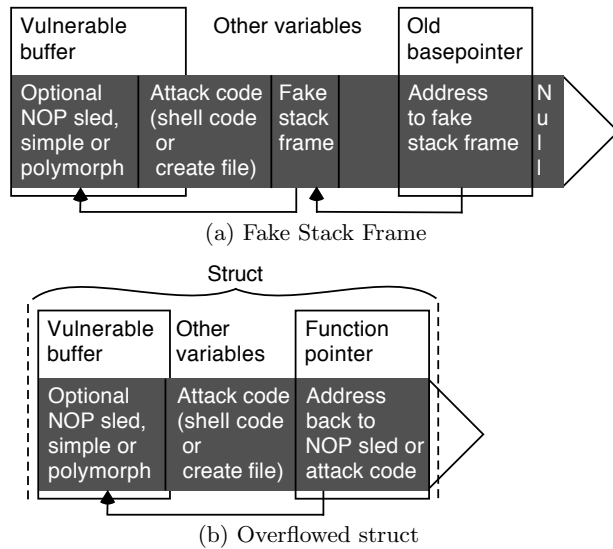 Vulnerable
buffer
Other variables
Old
basepointer
Optional
NOP sled,
simple or
polymorph
Attack code
(shell code
or
create file)
Fake
stack
frame
Address
to fake
stack frame
N
u
l
l
(a) Fake Stack Frame
Struct
Vulnerable
buffer
Other
variables
Function
pointer
Optional
NOP sled,
simple or
polymorph
Attack code
(shell code
or
create file)
Address
back to
NOP sled or
attack code
(b) Overflowed struct